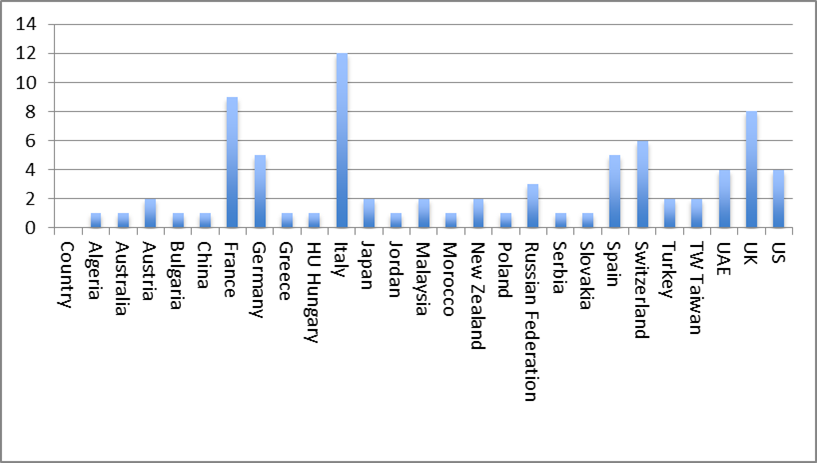 14
12
10
8
6
4
2
0
Country
Algeria
Australia
Austria
Bulgaria
China
France
Germany
Greece
HU Hungary
Italy
Japan
Jordan
Malaysia
Morocco
New Zealand
Poland
Russian Federation
Serbia
Slovakia
Spain
Switzerland
Turkey
TW Taiwan
UAE
UK
US